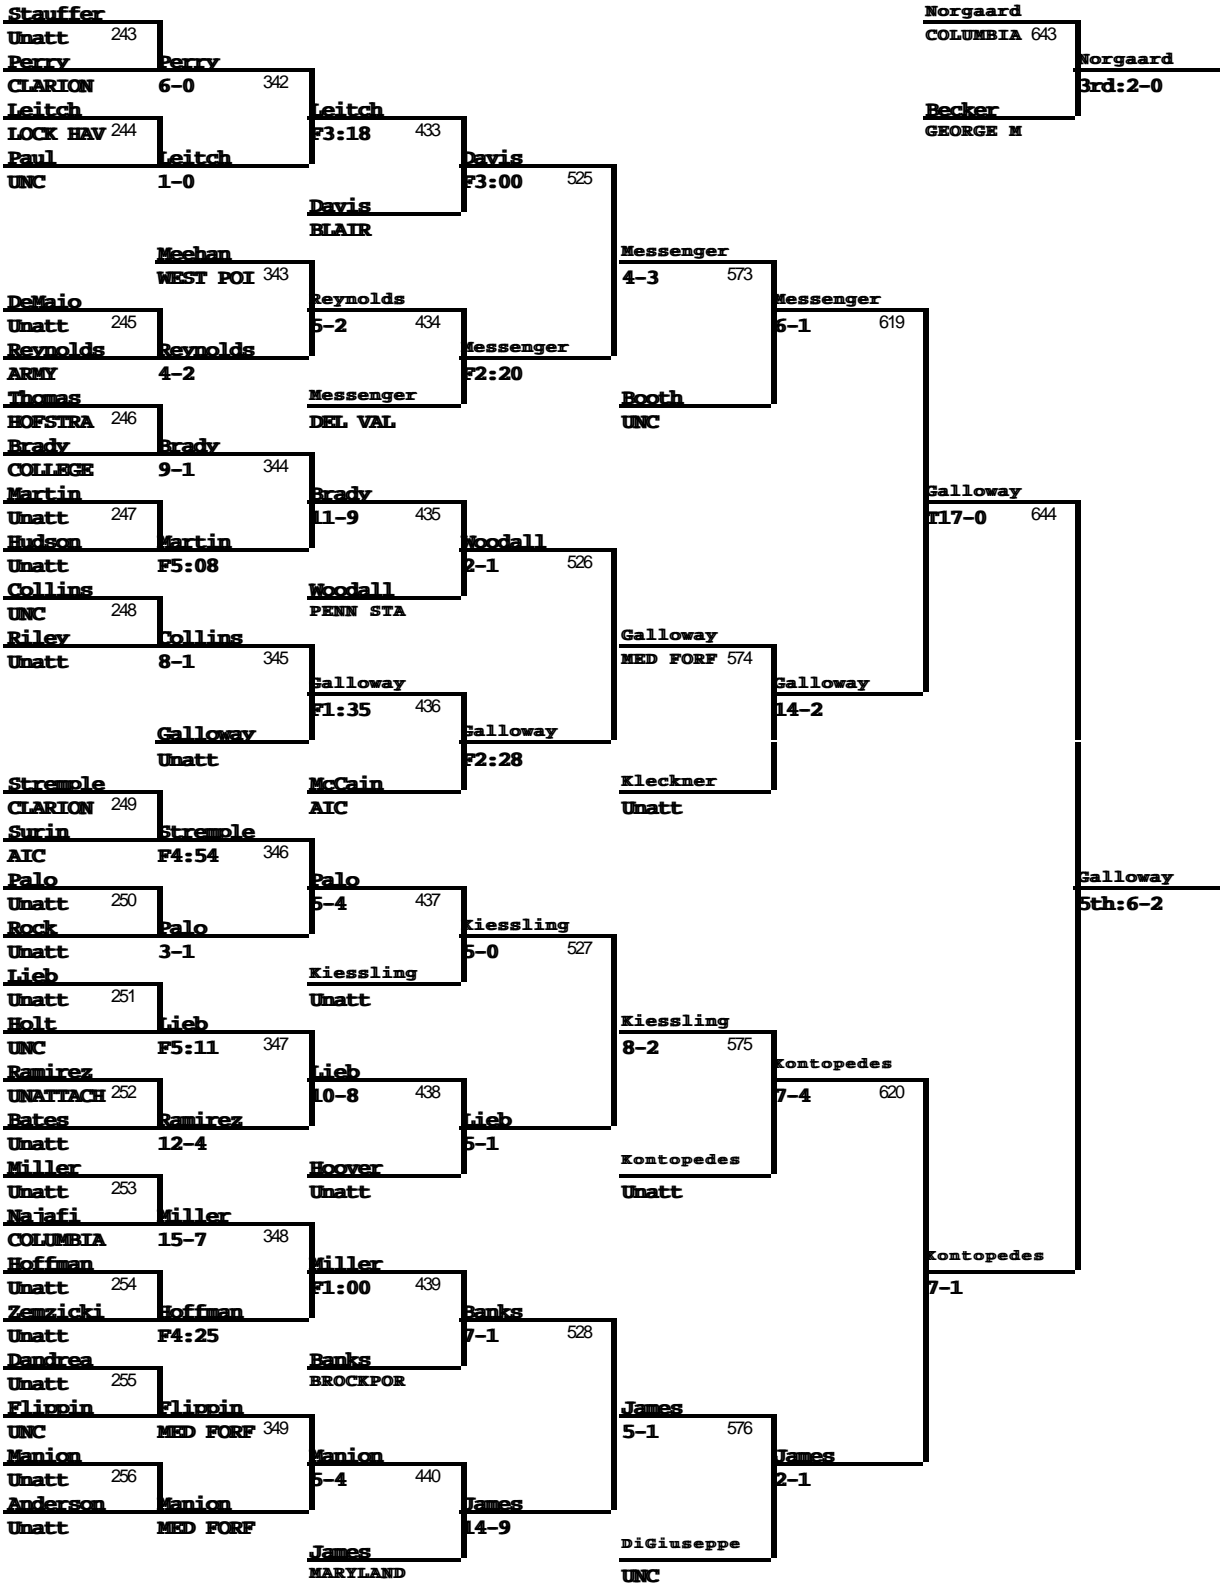 Stauffer
Unatt 243
Perry
CLARION
Leitch
LOCK HAV 244
Paul
UNC
DeMaio
Unatt 245
Reynolds
ARMY
Thomas
HOFSTRA 246
Brady
COLLEGE
Martin
Unatt 247
Hudson
Unatt
Collins
UNC 248
Riley
Unatt
Stremple
CLARION 249
Surin
AIC
Palo
Unatt 250
Rock
Unatt
Lieb
Unatt 251
Holt
UNC
Ramirez
UNATTACH 252
Bates
Unatt
Miller
Unatt 253
Najafi
COLUMBIA
Hoffman
Unatt 254
Zemzicki
Unatt
Dandrea
Unatt 255
Flippin
UNC
Manion
Unatt 256
Anderson
Unatt
Perry
6-0 342
Leitch
1-0
Meehan
WEST POI 343
Reynolds
4-2
Brady
9-1 344
Martin
F5:08
Collins
8-1 345
Galloway
Unatt
Stremple
F4:54 346
Palo
3-1
Lieb
F5:11 347
Ramirez
12-4
Miller
15-7 348
Hoffman
F4:25
Flippin
MED FORF 349
Manion
MED FORF
Leitch
F3:18 433
Davis
BLAIR
Reynolds
5-2 434
Messenger
DEL VAL
Brady
11-9 435
Woodall
PENN STA
Galloway
F1:35 436
McCain
AIC
Palo
5-4 437
Kiessling
Unatt
Lieb
10-8 438
Hoover
Unatt
Miller
F1:00 439
Banks
BROCKPOR
Manion
5-4 440
James
MARYLAND
Davis
F3:00 525
Messenger
F2:20
Woodall
2-1 526
Galloway
F2:28
Kiessling
5-0 527
Lieb
5-1
Banks
7-1 528
James
14-9
Messenger
4-3 573
Booth
UNC
Galloway
MED FORF 574
Kleckner
Unatt
Kiessling
8-2 575
Kontopedes
Unatt
James
5-1 576
DiGiuseppe
UNC
Messenger
6-1 619
Galloway
14-2
Kontopedes
7-4 620
James
2-1
Norgaard
COLUMBIA 643
Becker
GEORGE M
Galloway
T17-0 644
Kontopedes
7-1
Norgaard
3rd:2-0
Galloway
5th:6-2